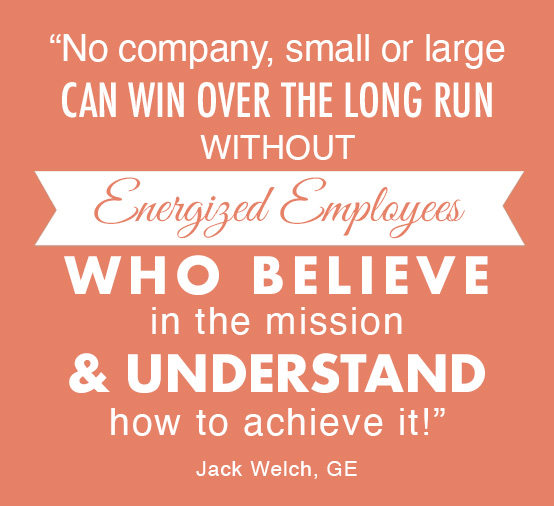 “No company, small or large
CAN WIN OVER THE LONG RUN
WITHOUT
Energized Employees
WHO BELIEVE
in the mission
& UNDERSTAND
how to achieve it!”
Jack Welch, GE